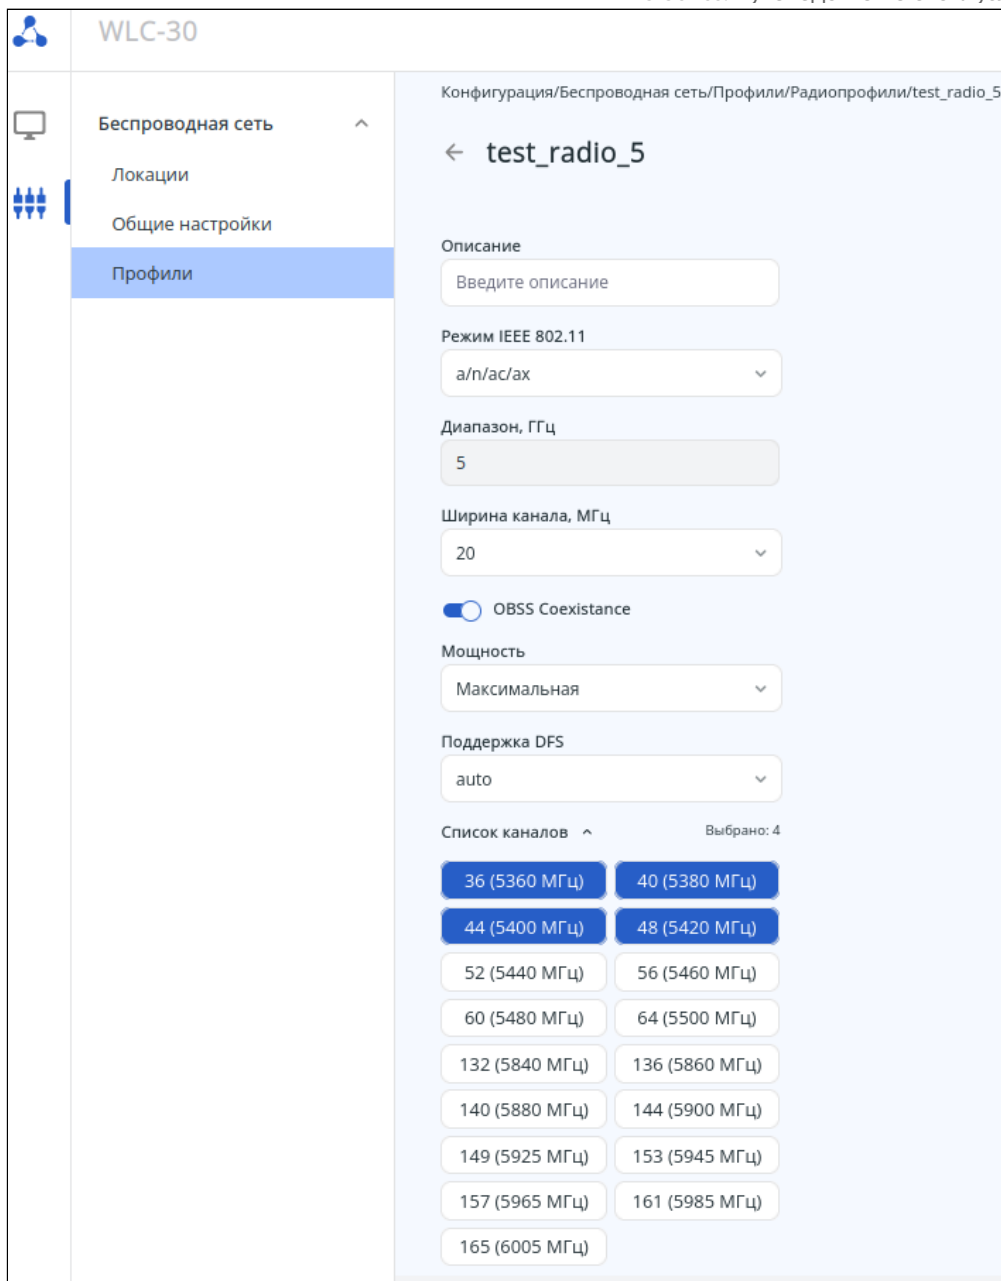 WLC-30
Конфигурация/Беспроводная сеть/Профили/Радиопрофили/test_radio_5
Беспроводная сеть
Локации
Общие настройки
Профили
test_radio_5
Описание
Введите описание
Режим IEEE 802.11
a/n/ac/ax
Диапазон, ГГц
5
Ширина канала, МГц
20
OBSS Coexistance
Мощность
Максимальная
Поддержка DFS
auto
Список каналов Выбрано: 4
36 (5360 МГц) 40 (5380 МГц)
44 (5400 МГц) 48 (5420 МГц)
52 (5440 МГц) 56 (5460 МГц)
60 (5480 МГц) 64 (5500 МГц)
132 (5840 МГц) 136 (5860 МГц)
140 (5880 МГц) 144 (5900 МГц)
149 (5925 МГц) 153 (5945 МГц)
157 (5965 МГц) 161 (5985 МГц)
165 (6005 МГц)